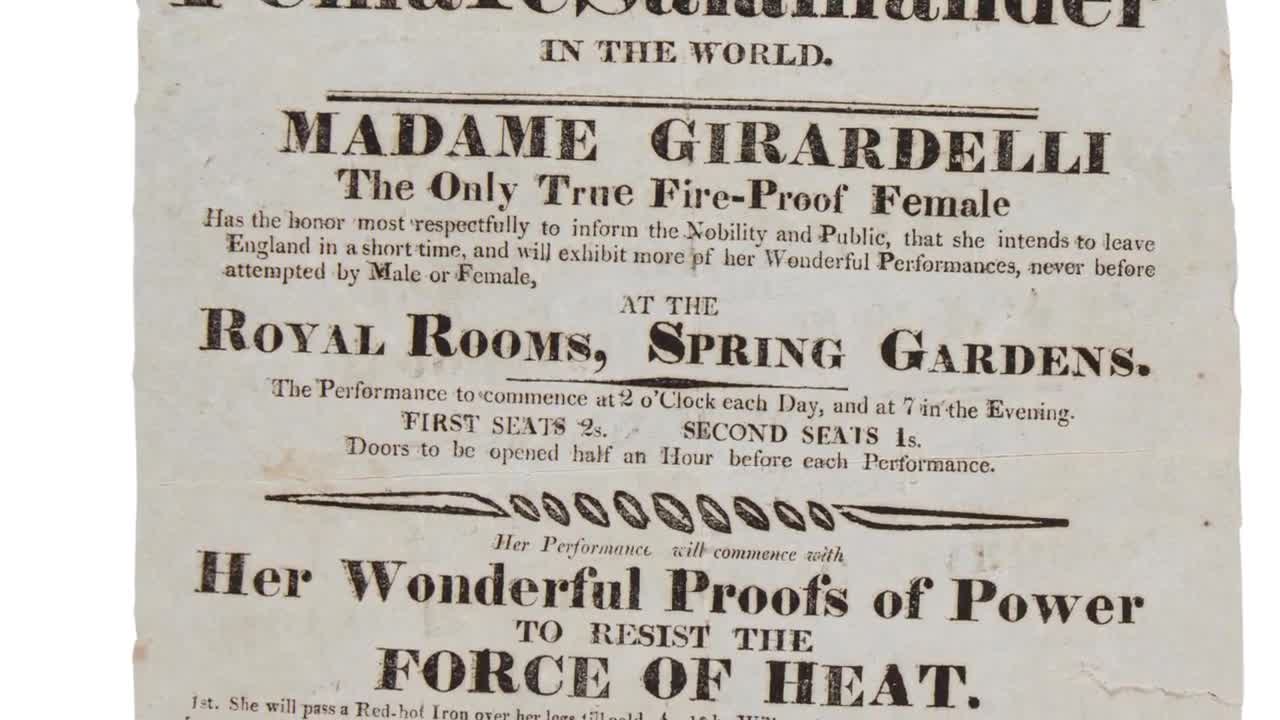 Female Salamander
IN THE WORLD.
MADAME GIRARDELLI
The Only True Fire-Proof Female
Has the honor most respectfully to inform the Nobility and Public, that she intends to leave
England in a short time, and will exhibit more of her Wonderful Performances, never before
attempted by Male or Female,
AT THE
ROYAL ROOMS, SPRING GARDENS.
The Performance to commence at 2 o'Clock each Day, and at 7 in the Evening.
FIRST SEATS 2s. SECOND SEATS 1s.
Doors to be opened half an Hour before each Performance.
Her Performance will commence with
Her Wonderful Proofs of Power
TO RESIST THE
FORCE OF HEAT.
1st. She will pass a Red-hot Iron over her legs till